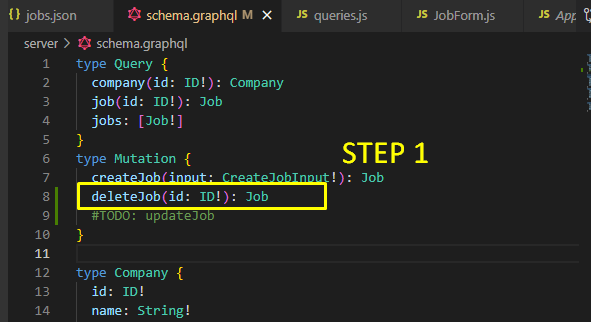 {} jobs.json
schema.graphql M X
JS queries.js
JS JobForm.js
JS App
server > schema.graphql
1 type Query {
2 company(id: ID!): Company
3 job(id: ID!): Job
4 jobs: [Job!]
5 }
6 type Mutation {
STEP 1
7 createJob(input: CreateJobInput!): Job
8 deleteJob(id: ID!): Job
9 #TODO: updateJob
10 }
11
12 type Company {
13 id: ID!
14 name: String!